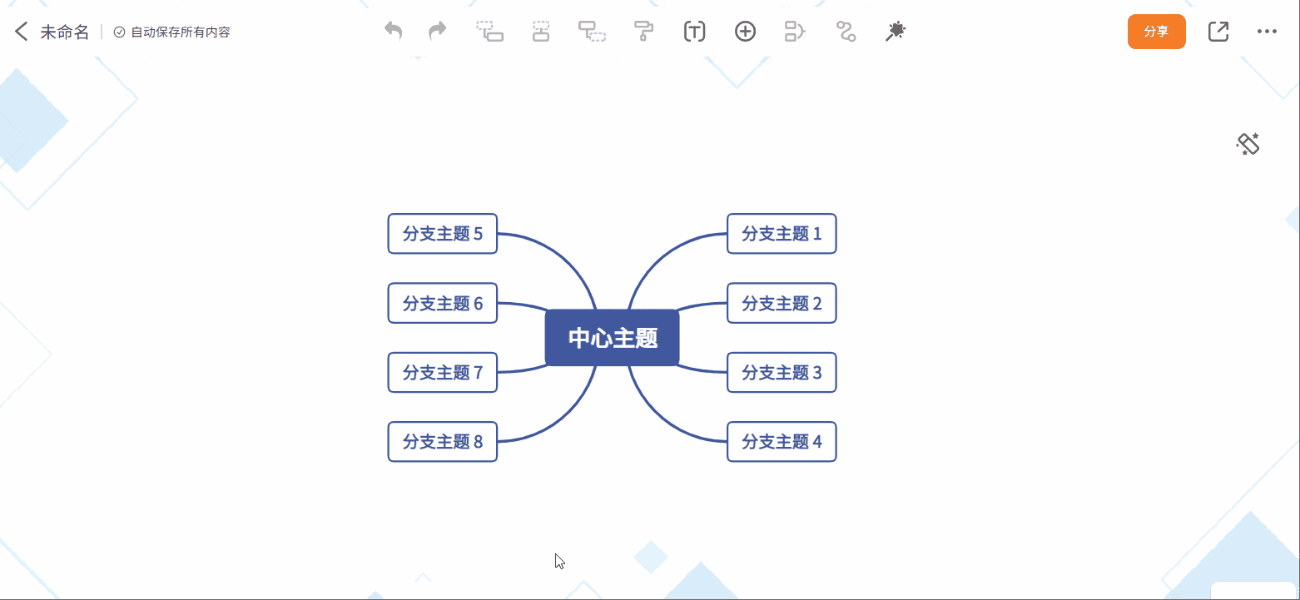 未命名
自动保存所有内容
分享
分支主题 5
分支主题 1
分支主题 6
分支主题 2
中心主题
分支主题 7
分支主题 3
分支主题 8
分支主题 4